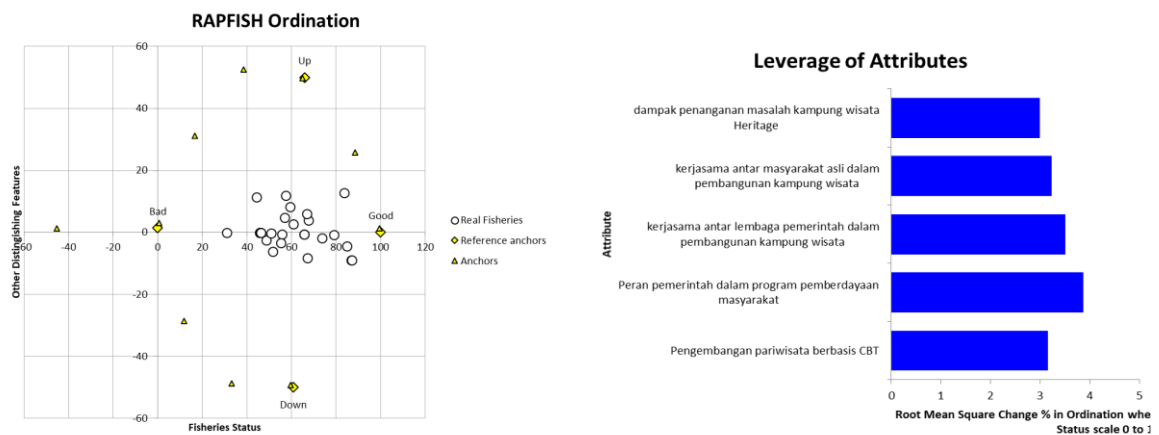 RAPFISH Ordination
60
Up
40
20
Bad
Good
0
-60
-40
-20
0
20
40
60
80
100
120
-20
-40
-60
Down
Other Distingishing Features
Fisheries Status
Real Fisheries
Reference anchors
Anchors
Leverage of Attributes
dampak penanganan masalah kampung wisata
Heritage
kerjasama antar masyarakat asli dalam
pembangunan kampung wisata
kerjasama antar lembaga pemerintah dalam
pembangunan kampung wisata
Peran pemerintah dalam program pemberdayaan
masyarakat
Pengembangan pariwisata berbasis CBT
Attribute
0 1 2 3 4 5
Root Mean Square Change % in Ordination whe
Status scale 0 to 1